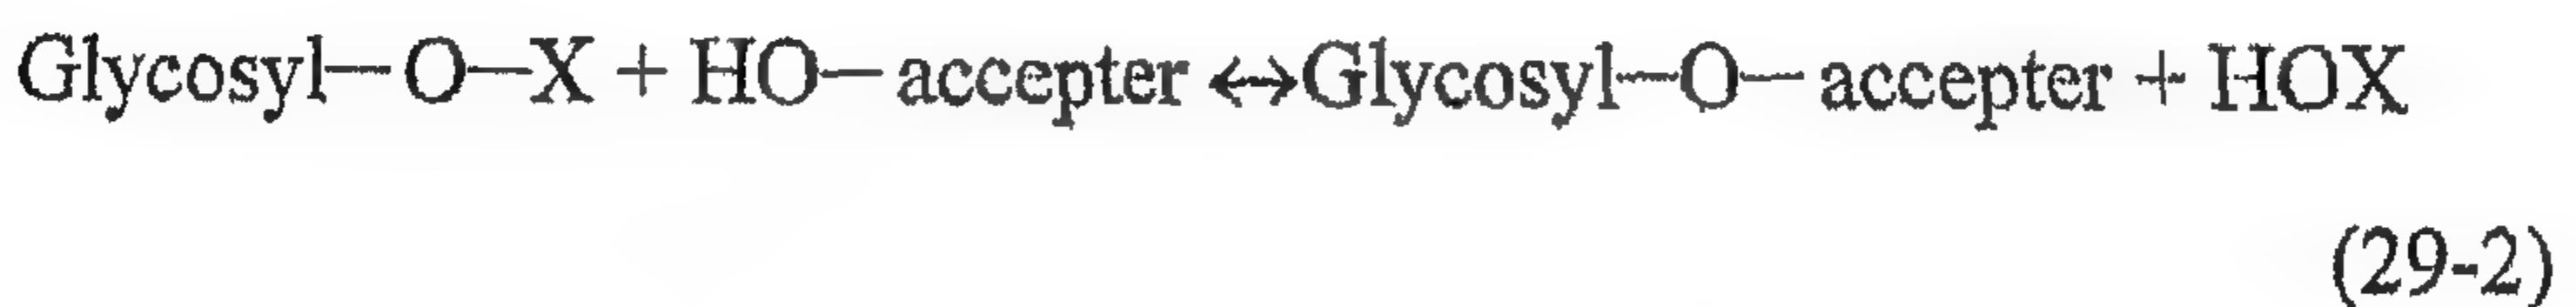 Glycosyl—O—X + HO—accepter ↔Glycosyl—O—accepter + HOX
(29-2)